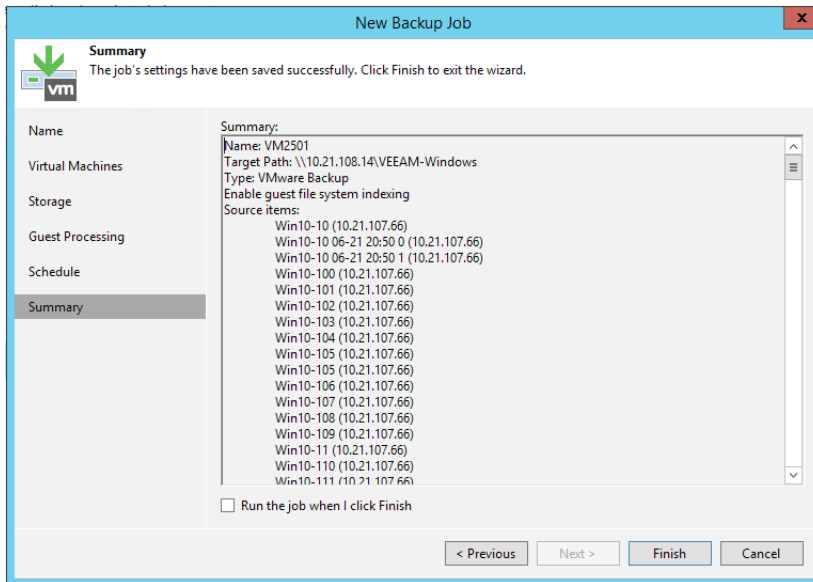 New Backup Job
x
Summary
The job's settings have been saved successfully. Click Finish to exit the wizard.
vm
Name
Virtual Machines
Storage
Guest Processing
Schedule
Summary
Summary:
Name: VM2501
Target Path: \\10.21.108.14\VEEAM-Windows
Type: VMware Backup
Enable guest file system indexing
Source items:
Win10-10 (10.21.107.66)
Win10-10 06-21 20:50 0 (10.21.107.66)
Win10-10 06-21 20:50 1 (10.21.107.66)
Win10-100 (10.21.107.66)
Win10-101 (10.21.107.66)
Win10-102 (10.21.107.66)
Win10-103 (10.21.107.66)
Win10-104 (10.21.107.66)
Win10-105 (10.21.107.66)
Win10-105 (10.21.107.66)
Win10-106 (10.21.107.66)
Win10-107 (10.21.107.66)
Win10-108 (10.21.107.66)
Win10-109 (10.21.107.66)
Win10-11 (10.21.107.66)
Win10-110 (10.21.107.66)
Win10-111 (10.21.107.66)
Run the job when I click Finish
< Previous
Next >
Finish
Cancel